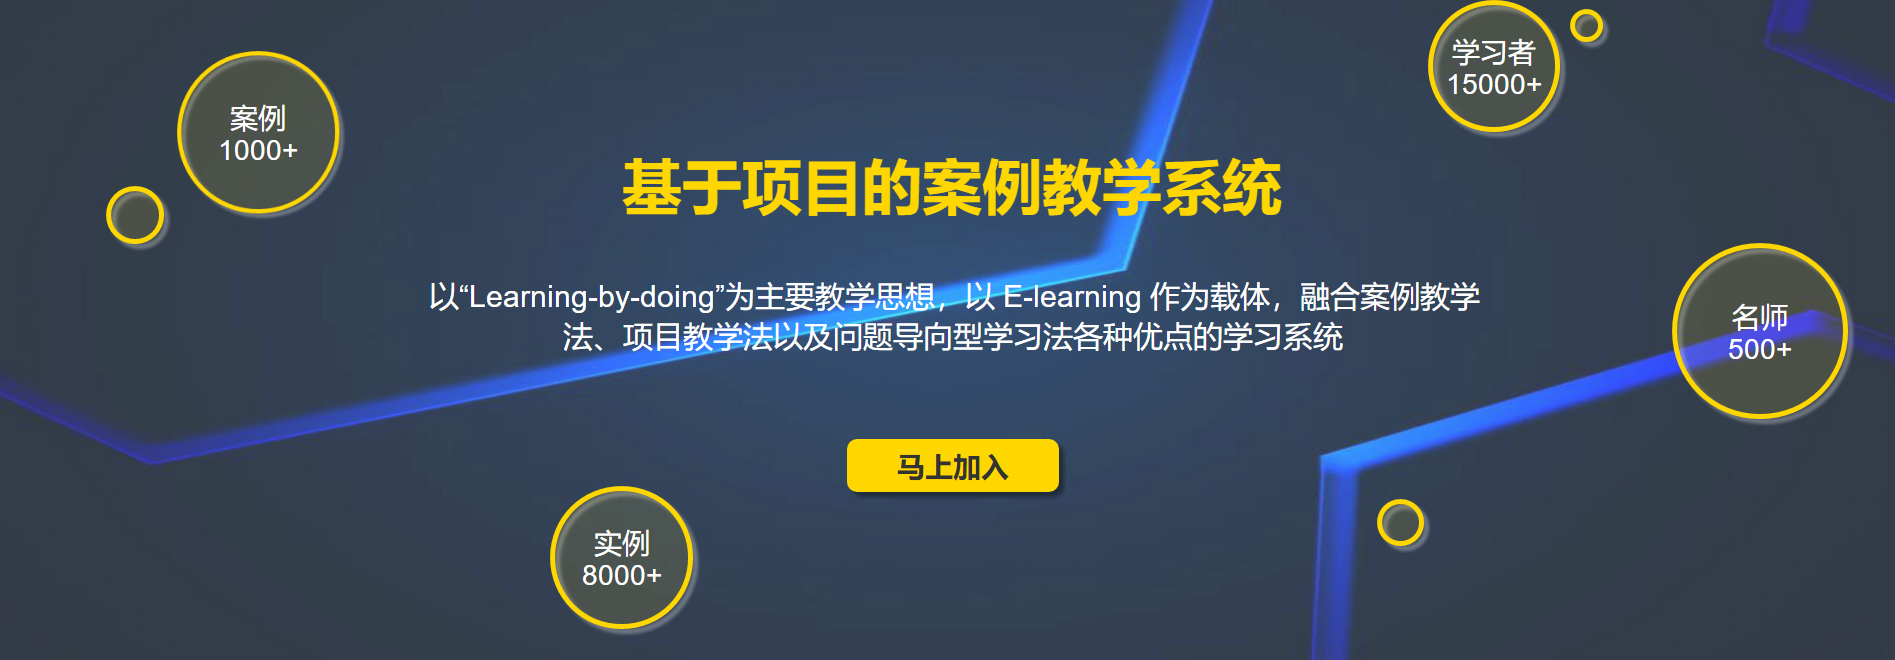 学习者
15000+
案例
1000+
基于项目的案例教学系统
以“Learning-by-doing”为主要教学思想，以 E-learning 作为载体，融合案例教学
法、项目教学法以及问题导向型学习法各种优点的学习系统
名师
500+
马上加入
实例
8000+